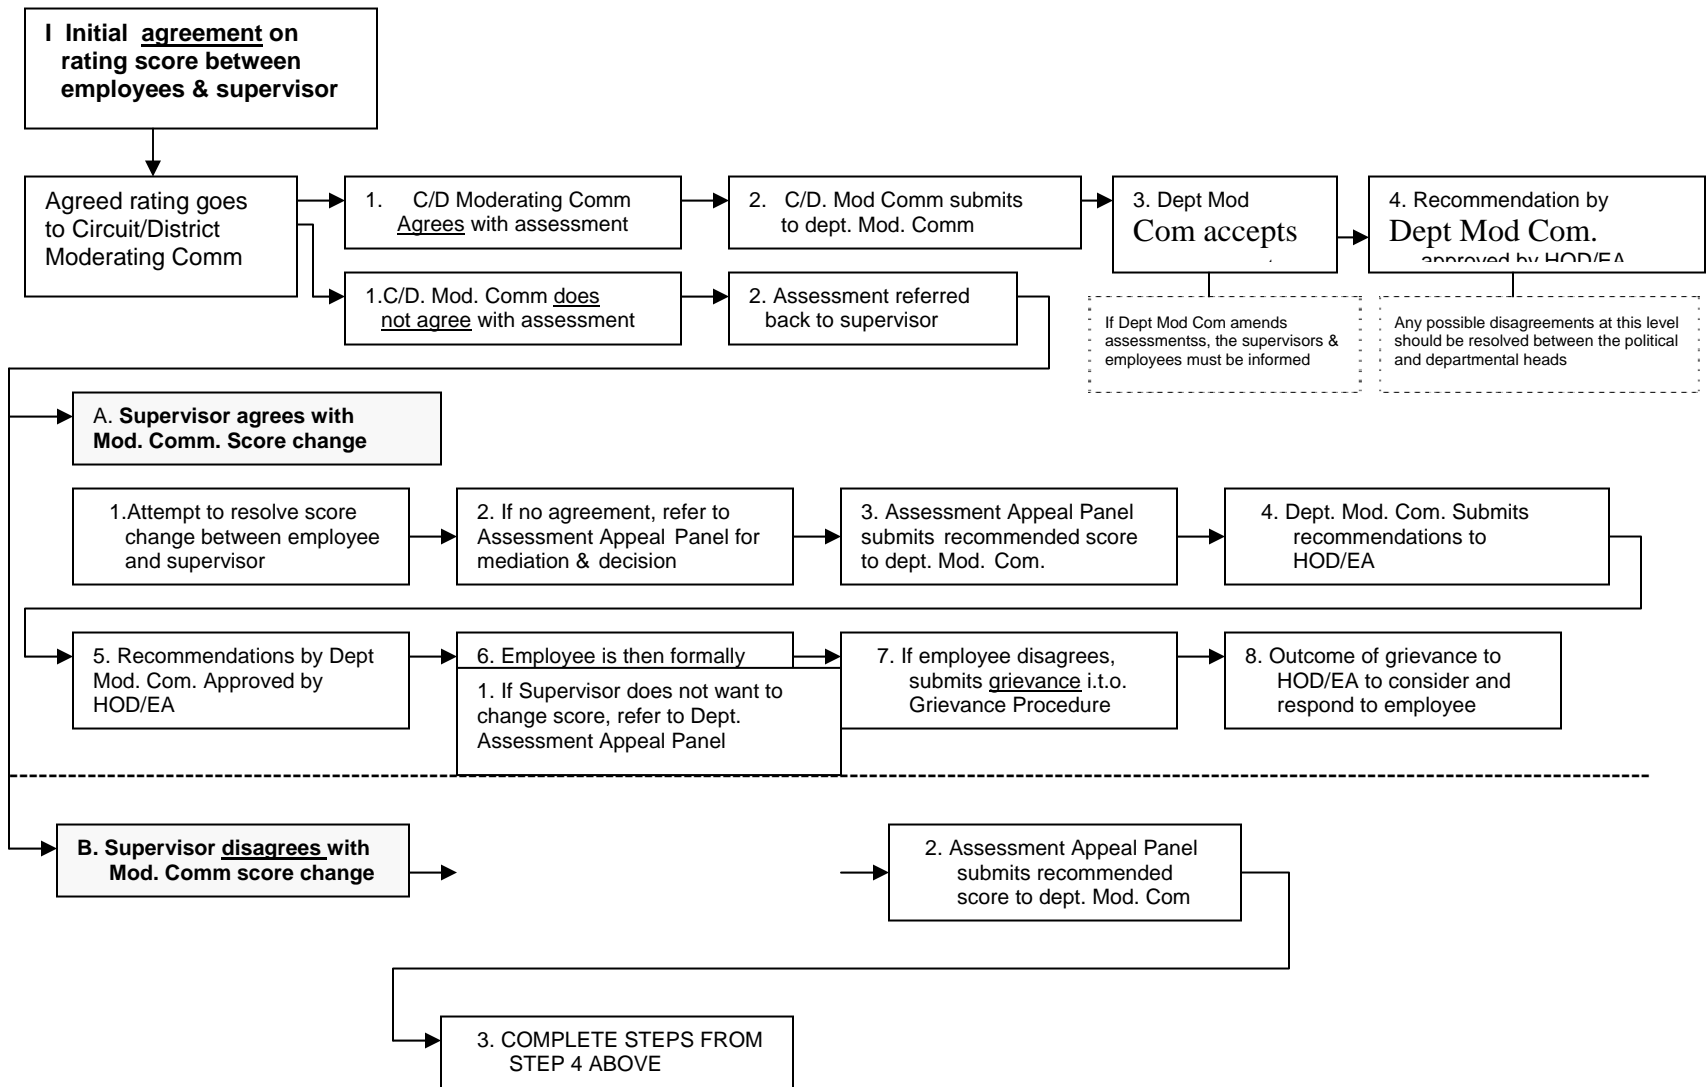 I Initial agreement on
rating score between
employees & supervisor
Agreed rating goes
to Circuit/District
Moderating Comm
1. C/D Moderating Comm
Agrees with assessment
2. C/D. Mod Comm submits
to dept. Mod. Comm
3. Dept Mod
Com accepts
4. Recommendation by
Dept Mod Com.
approved by HOD/EA
1.C/D. Mod. Comm does
not agree with assessment
2. Assessment referred
back to supervisor
If Dept Mod Com amends
assessmentss, the supervisors &
employees must be informed
Any possible disagreements at this level
should be resolved between the political
and departmental heads
A. Supervisor agrees with
Mod. Comm. Score change
1.Attempt to resolve score
change between employee
and supervisor
2. If no agreement, refer to
Assessment Appeal Panel for
mediation & decision
3. Assessment Appeal Panel
submits recommended score
to dept. Mod. Com.
4. Dept. Mod. Com. Submits
recommendations to
HOD/EA
5. Recommendations by Dept
Mod. Com. Approved by
HOD/EA
6. Employee is then formally
1. If Supervisor does not want to
change score, refer to Dept.
Assessment Appeal Panel
7. If employee disagrees,
submits grievance i.t.o.
Grievance Procedure
8. Outcome of grievance to
HOD/EA to consider and
respond to employee
B. Supervisor disagrees with
Mod. Comm score change
2. Assessment Appeal Panel
submits recommended
score to dept. Mod. Com
3. COMPLETE STEPS FROM
STEP 4 ABOVE